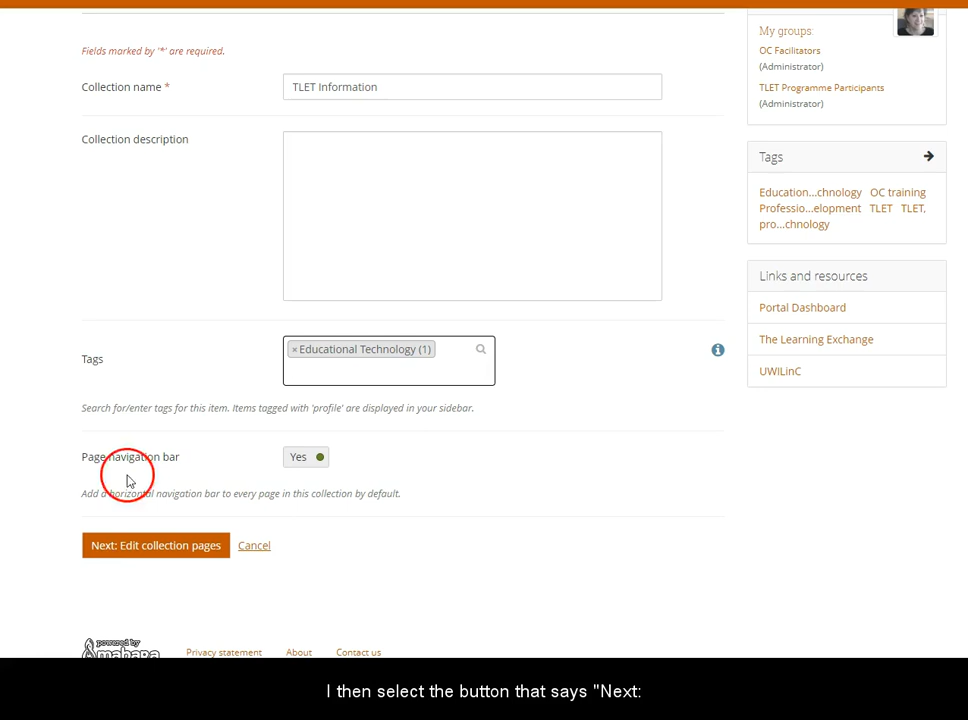 Fields marked by '*' are required.
Collection name *
TLET Information
Collection description
Tags
×Educational Technology (1)
Search for/enter tags for this item. Items tagged with 'profile' are displayed in your sidebar.
Page navigation bar
Yes
Add a horizontal navigation bar to every page in this collection by default.
Next: Edit collection pages
Cancel
My groups:
OC Facilitators
(Administrator)
TLET Programme Participants
(Administrator)
Tags
Education...chnology OC training
Professio...elopment TLET TLET,
pro...chnology
Links and resources
Portal Dashboard
The Learning Exchange
UWILinC
powered by
mahara
Privacy statement
About
Contact us
I then select the button that says "Next: